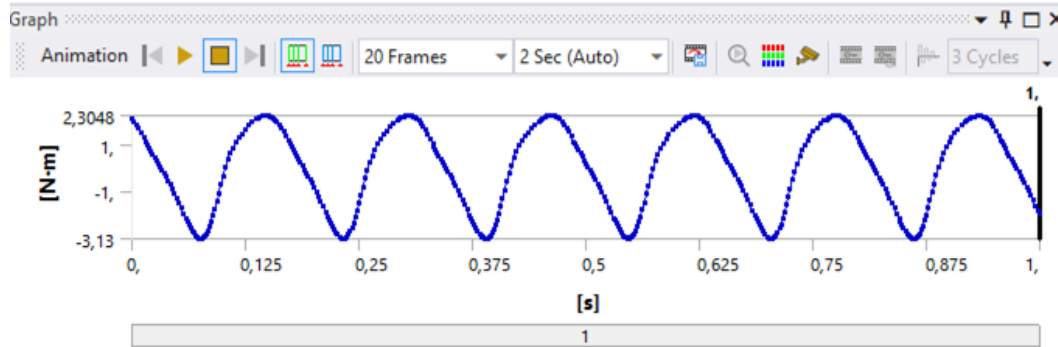 Graph
Animation 20 Frames 2 Sec (Auto) 3 Cycles
1,
2,3048
1,
-1,
-3,13
[N·m]
0, 0,125 0,25 0,375 0,5 0,625 0,75 0,875 1,
[s]
1